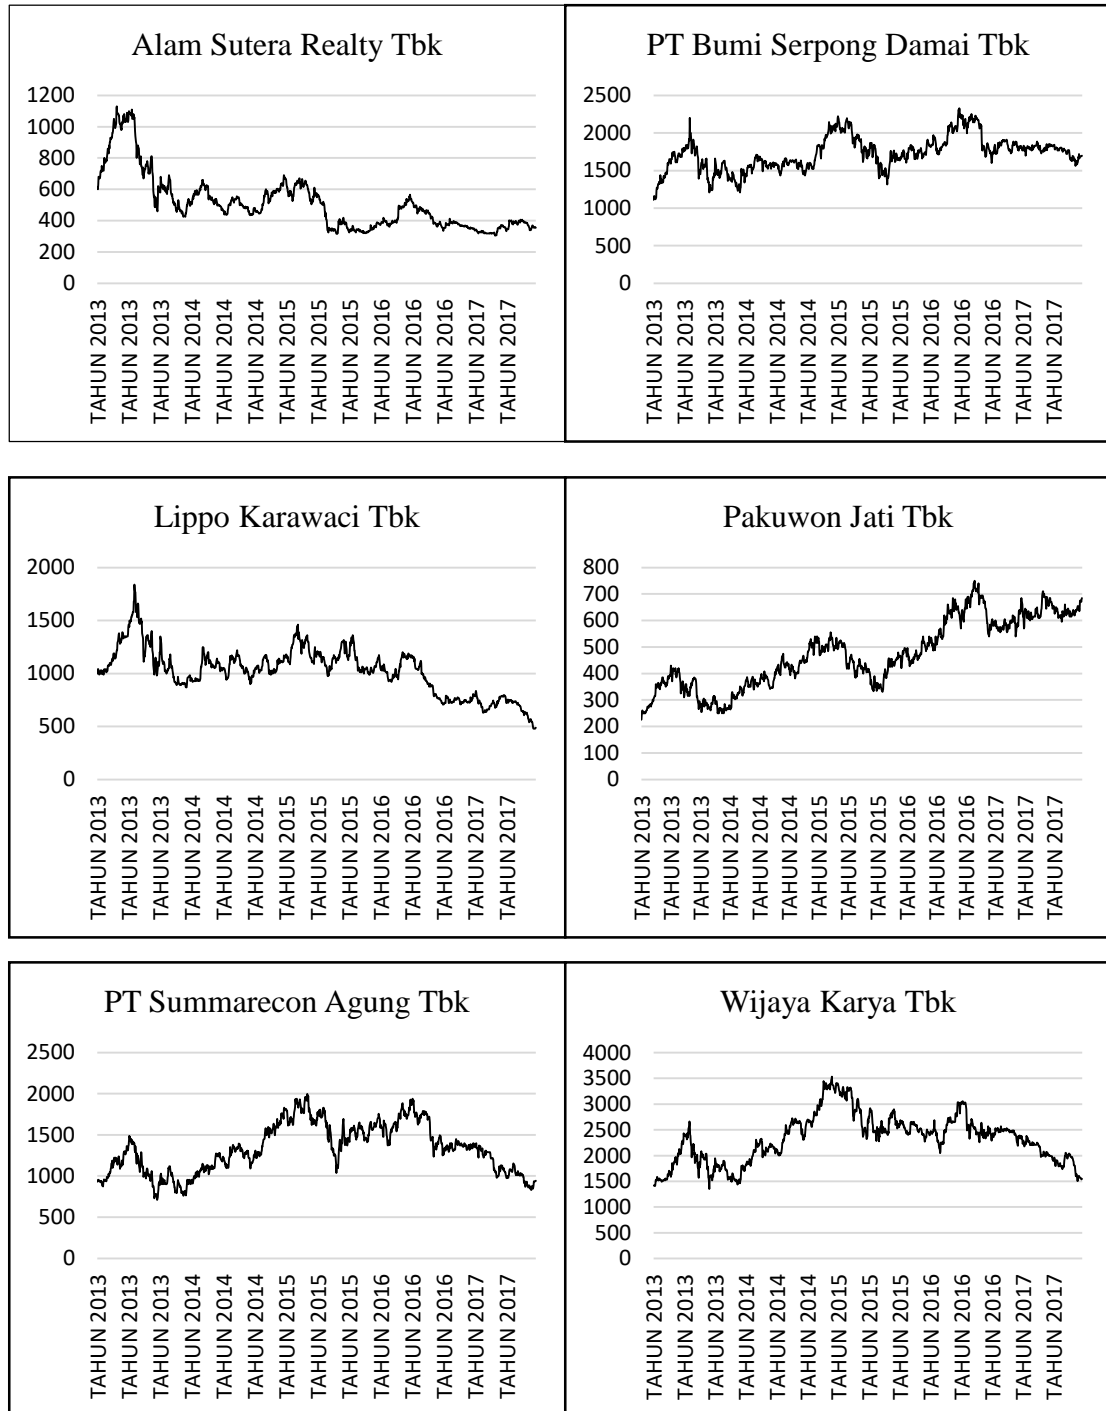 Alam Sutera Realty Tbk
1200
1000
800
600
400
200
0
TAHUN 2013
TAHUN 2013
TAHUN 2013
TAHUN 2014
TAHUN 2014
TAHUN 2014
TAHUN 2015
TAHUN 2015
TAHUN 2015
TAHUN 2016
TAHUN 2016
TAHUN 2016
TAHUN 2017
TAHUN 2017
PT Bumi Serpong Damai Tbk
2500
2000
1500
1000
500
0
TAHUN 2013
TAHUN 2013
TAHUN 2013
TAHUN 2014
TAHUN 2014
TAHUN 2014
TAHUN 2015
TAHUN 2015
TAHUN 2015
TAHUN 2016
TAHUN 2016
TAHUN 2016
TAHUN 2017
TAHUN 2017
Lippo Karawaci Tbk
2000
1500
1000
500
0
TAHUN 2013
TAHUN 2013
TAHUN 2013
TAHUN 2014
TAHUN 2014
TAHUN 2014
TAHUN 2015
TAHUN 2015
TAHUN 2015
TAHUN 2016
TAHUN 2016
TAHUN 2016
TAHUN 2017
TAHUN 2017
Pakuwon Jati Tbk
800
700
600
500
400
300
200
100
0
TAHUN 2013
TAHUN 2013
TAHUN 2013
TAHUN 2014
TAHUN 2014
TAHUN 2014
TAHUN 2015
TAHUN 2015
TAHUN 2015
TAHUN 2016
TAHUN 2016
TAHUN 2016
TAHUN 2017
TAHUN 2017
TAHUN 2017
PT Summarecon Agung Tbk
2500
2000
1500
1000
500
0
TAHUN 2013
TAHUN 2013
TAHUN 2013
TAHUN 2014
TAHUN 2014
TAHUN 2014
TAHUN 2015
TAHUN 2015
TAHUN 2015
TAHUN 2016
TAHUN 2016
TAHUN 2016
TAHUN 2017
TAHUN 2017
Wijaya Karya Tbk
4000
3500
3000
2500
2000
1500
1000
500
0
TAHUN 2013
TAHUN 2013
TAHUN 2013
TAHUN 2014
TAHUN 2014
TAHUN 2014
TAHUN 2015
TAHUN 2015
TAHUN 2015
TAHUN 2016
TAHUN 2016
TAHUN 2016
TAHUN 2017
TAHUN 2017